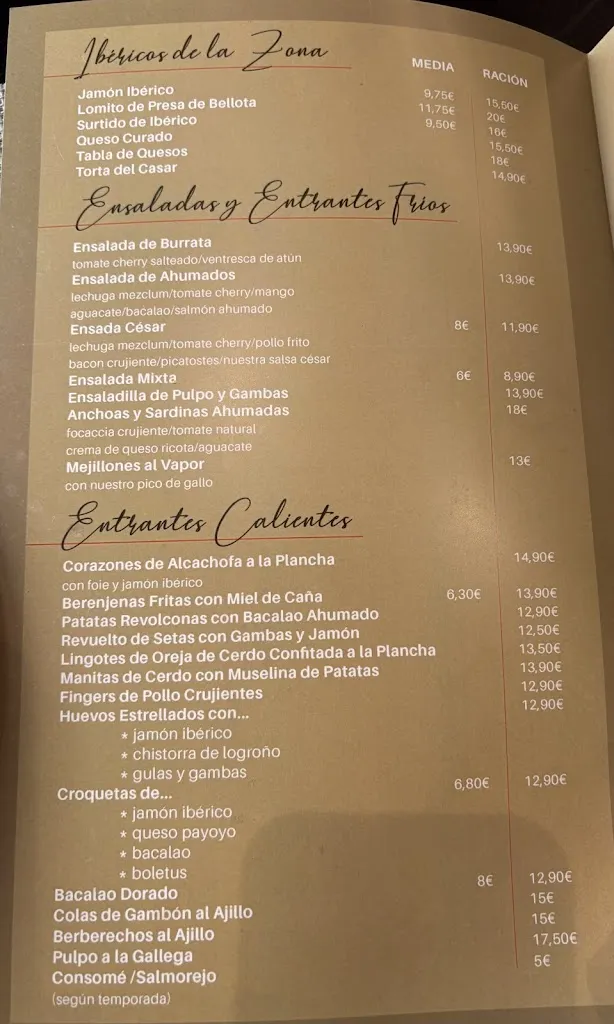 Ibéricos de la Zona
MEDIA RACIÓN
Jamón Ibérico 9,75€ 15,50€
Lomito de Presa de Bellota 11,75€ 20€
Surtido de Ibérico 9,50€ 16€
Queso Curado 15,50€
Tabla de Quesos 18€
Torta del Casar 14,90€
Ensaladas y Entrantes Fríos
Ensalada de Burrata 13,90€
tomate cherry salteado/ventresca de atún
Ensalada de Ahumados 13,90€
lechuga mezclum/tomate cherry/mango
aguacate/bacalao/salmón ahumado
Ensada César 8€ 11,90€
lechuga mezclum/tomate cherry/pollo frito
bacon crujiente/picatostes/nuestra salsa césar
Ensalada Mixta 6€ 8,90€
Ensaladilla de Pulpo y Gambas 13,90€
Anchoas y Sardinas Ahumadas 18€
focaccia crujiente/tomate natural
crema de queso ricota/aguacate
Mejillones al Vapor 13€
con nuestro pico de gallo
Entrantes Calientes
Corazones de Alcachofa a la Plancha 14,90€
con foie y jamón ibérico
Berenjenas Fritas con Miel de Caña 6,30€ 13,90€
Patatas Revolconas con Bacalao Ahumado 12,90€
Revuelto de Setas con Gambas y Jamón 12,50€
Lingotes de Oreja de Cerdo Confitada a la Plancha 13,50€
Manitas de Cerdo con Muselina de Patatas 13,90€
Fingers de Pollo Crujientes 12,90€
Huevos Estrellados con... 12,90€
* jamón ibérico
* chistorra de logroño
* gulas y gambas
Croquetas de... 6,80€ 12,90€
* jamón ibérico
* queso payoyo
* bacalao
* boletus
Bacalao Dorado 8€ 12,90€
Colas de Gambón al Ajillo 15€
Berberechos al Ajillo 15€
Pulpo a la Gallega 17,50€
Consomé /Salmorejo 5€
(según temporada)